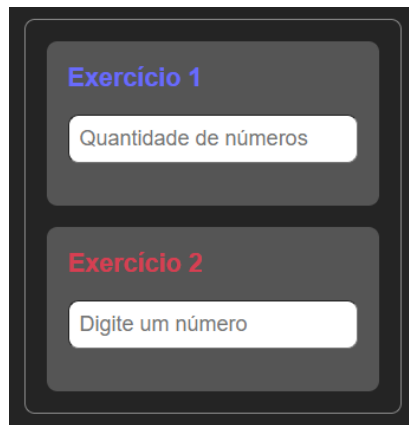 Exercício 1
Quantidade de números
Exercício 2
Digite um número